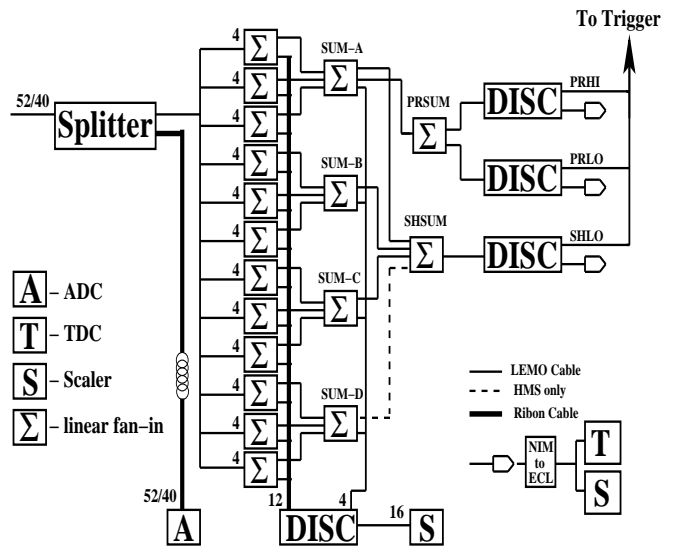 To Trigger
4 Σ
SUM–A
4 Σ
Σ
PRHI
DISC
52/40
Splitter
4 Σ
PRSUM
Σ
4 Σ
SUM–B
PRLO
DISC
4 Σ
Σ
4 Σ
SHSUM
Σ
SHLO
DISC
4 Σ
SUM–C
A – ADC
4 Σ
Σ
T – TDC
4 Σ
S – Scaler
LEMO Cable
4 Σ
SUM–D
HMS only
Σ – linear fan–in
4 Σ
Σ
Ribon Cable
4 Σ
NIM
to
ECL
T
S
52/40
12
4
16
A
DISC
S